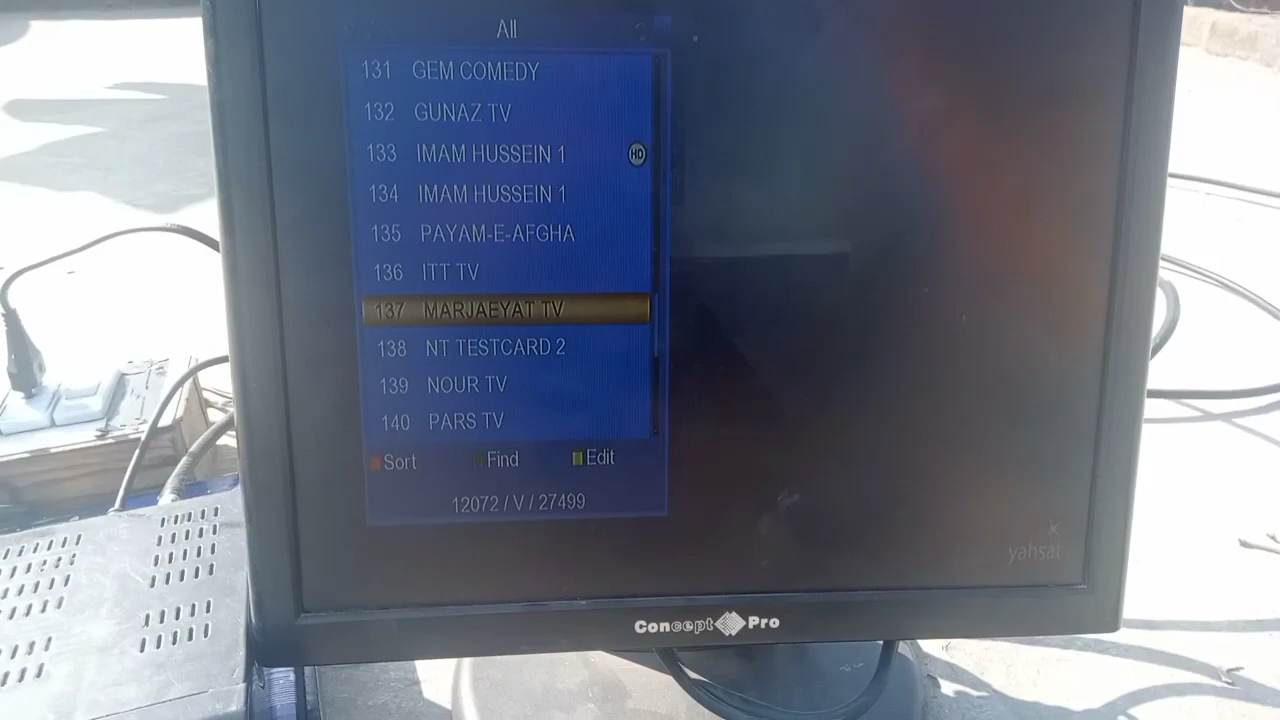 All
131 GEM COMEDY
132 GUNAZ TV
133 IMAM HUSSEIN 1 HD
134 IMAM HUSSEIN 1
135 PAYAM-E-AFGHA
136 ITT TV
137 MARJAEYAT TV
138 NT TESTCARD 2
139 NOUR TV
140 PARS TV
Sort Find Edit
12072 / V / 27499
yahsat
Concept Pro